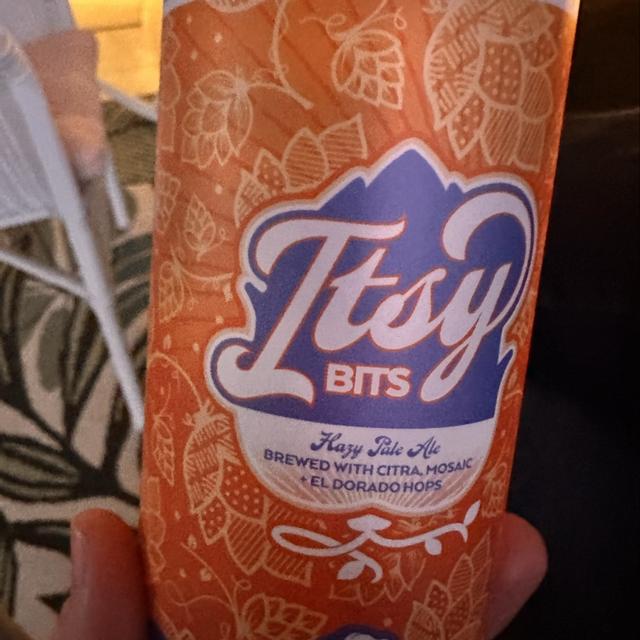 Itsy
BITS
Hazy Pale Ale
BREWED WITH CITRA, MOSAIC
+ EL DORADO HOPS